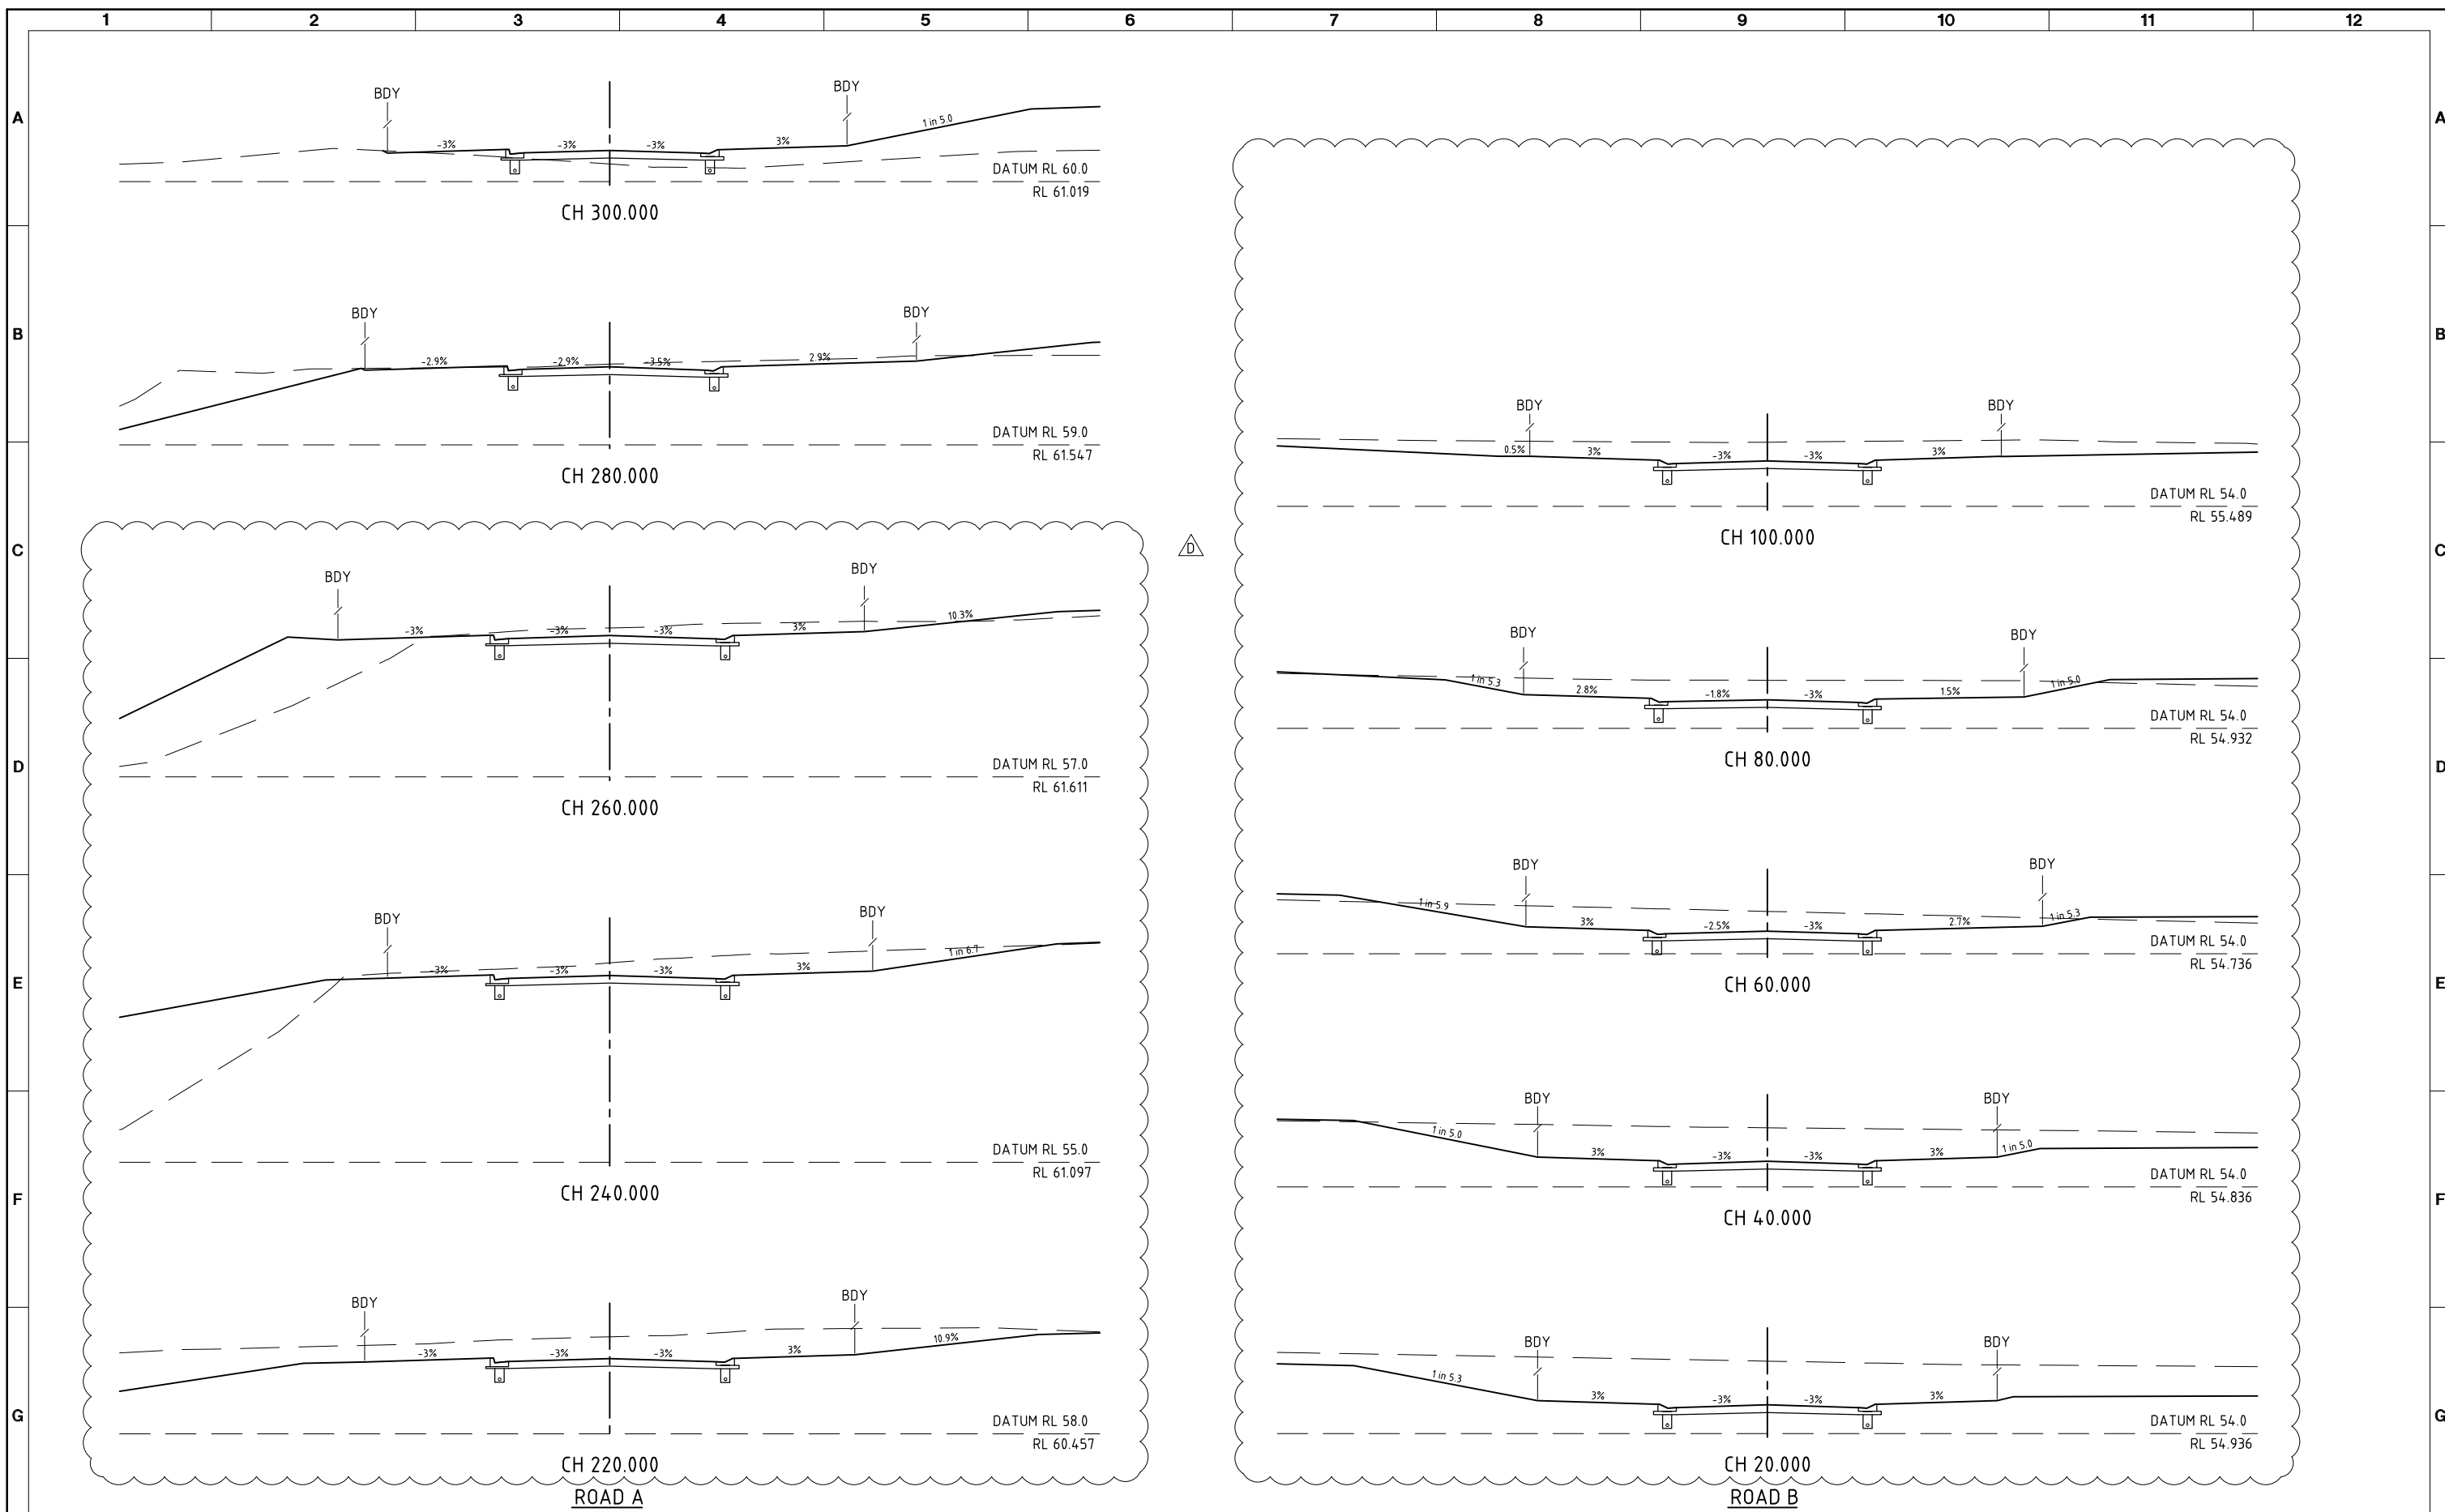 1 2 3 4 5 6 7 8 9 10 11 12
A A
B B
C C
D D
E E
F F
G G
BDY BDY
-3% -3% -3% 3% 1 in 5.0
DATUM RL 60.0
RL 61.019
CH 300.000
BDY BDY
-2.9% -2.9% -3.5% 2.9%
DATUM RL 59.0
RL 61.547
CH 280.000
BDY BDY
-3% -3% -3% 3% 10.3%
DATUM RL 57.0
RL 61.611
CH 260.000
BDY BDY
-3% -3% -3% 3% 1 in 6.7
DATUM RL 55.0
RL 61.097
CH 240.000
BDY BDY
-3% -3% -3% 3% 10.9%
DATUM RL 58.0
RL 60.457
CH 220.000
ROAD A
D
BDY BDY
0.5% 3% -3% -3% 3%
DATUM RL 54.0
RL 55.489
CH 100.000
BDY BDY
1 in 5.3 2.8% -1.8% -3% 1.5% 1 in 5.0
DATUM RL 54.0
RL 54.932
CH 80.000
BDY BDY
1 in 5.9 3% -2.5% -3% 2.7% 1 in 5.3
DATUM RL 54.0
RL 54.736
CH 60.000
BDY BDY
1 in 5.0 3% -3% -3% 3% 1 in 5.0
DATUM RL 54.0
RL 54.836
CH 40.000
BDY BDY
1 in 5.3 3% -3% -3% 3%
DATUM RL 54.0
RL 54.936
CH 20.000
ROAD B